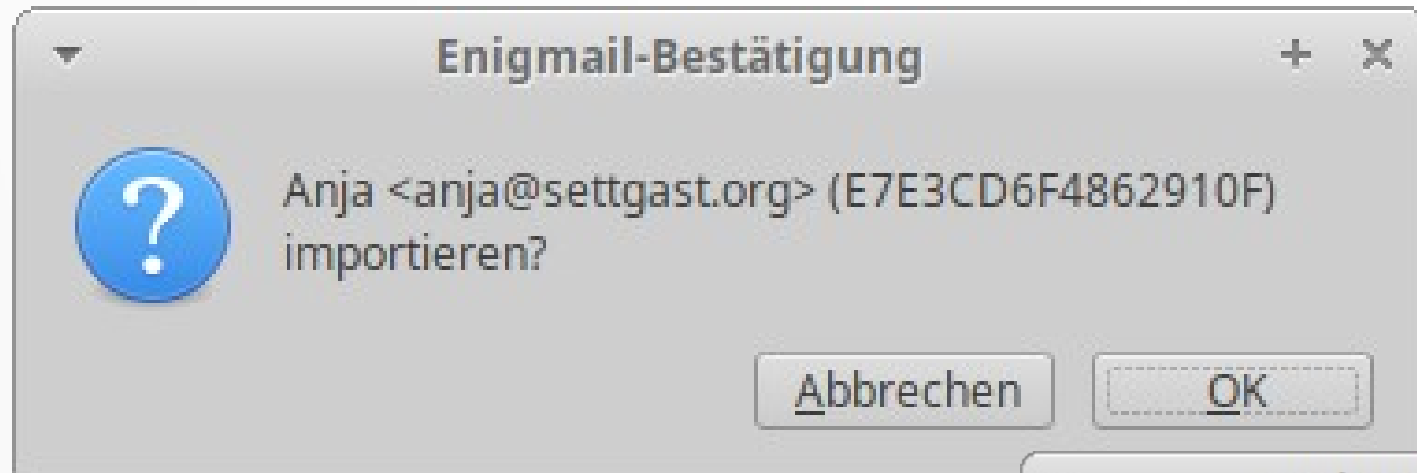 Enigmail-Bestätigung
Anja <anja@settgast.org> (E7E3CD6F4862910F)
importieren?
Abbrechen
OK